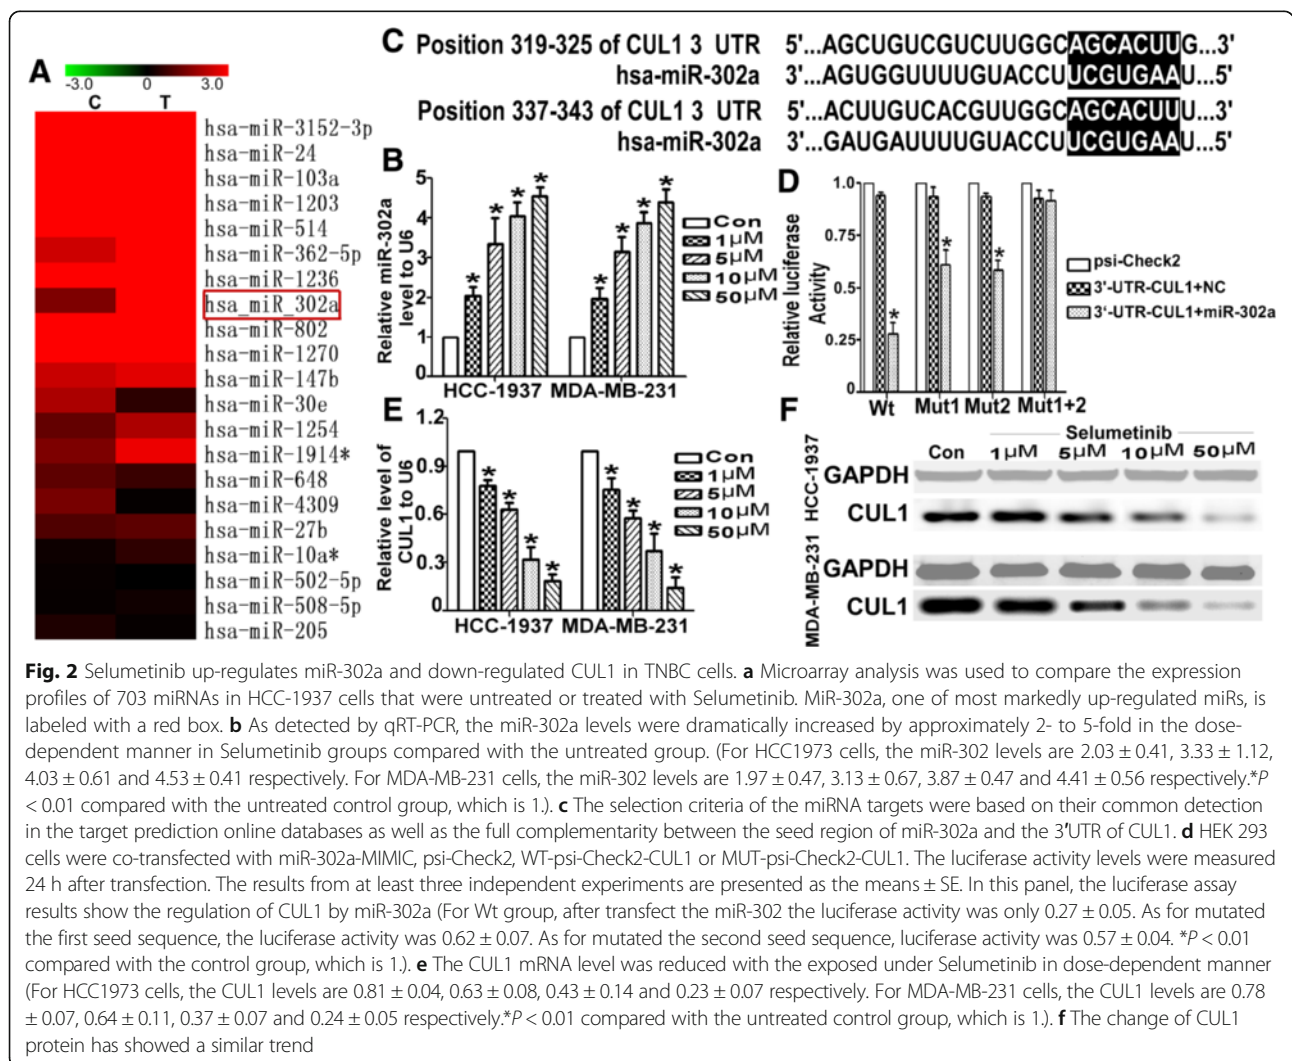 A
-3.0 0 3.0
C T
hsa-miR-3152-3p
hsa-miR-24
hsa-miR-103a
hsa-miR-1203
hsa-miR-514
hsa-miR-362-5p
hsa-miR-1236
hsa_miR_302a
hsa-miR-802
hsa-miR-1270
hsa-miR-147b
hsa-miR-30e
hsa-miR-1254
hsa-miR-1914*
hsa-miR-648
hsa-miR-4309
hsa-miR-27b
hsa-miR-10a*
hsa-miR-502-5p
hsa-miR-508-5p
hsa-miR-205
C Position 319-325 of CUL1 3 UTR 5'...AGCUGUCGUCUUGGCAGCACUUG...3'
hsa-miR-302a 3'...AGUGGUUUUGUACCUUCGUGAAU...5'
Position 337-343 of CUL1 3 UTR 5'...ACUUGUCACGUUGGCAGCACUUU...3'
hsa-miR-302a 3'...GAUGAUUUUGUACCUUCGUGAAU...5'
B
Relative miR-302a
level to U6
5
4
3
2
1
0
* * * * * * * *
HCC-1937 MDA-MB-231
Con
1μM
5μM
10μM
50μM
D
Relative luciferase
Activity
1.0
0.75
0.5
0.25
0
* * *
Wt Mut1 Mut2 Mut1+2
psi-Check2
3'-UTR-CUL1+NC
3'-UTR-CUL1+miR-302a
E
Relative level of
CUL1 to U6
1.2
0.9
0.6
0.3
0
* * * * * * * *
HCC-1937 MDA-MB-231
Con
1μM
5μM
10μM
50μM
F
Selumetinib
Con 1μM 5μM 10μM 50μM
HCC-1937
GAPDH
CUL1
MDA-MB-231
GAPDH
CUL1
Fig. 2 Selumetinib up-regulates miR-302a and down-regulated CUL1 in TNBC cells. a Microarray analysis was used to compare the expression
profiles of 703 miRNAs in HCC-1937 cells that were untreated or treated with Selumetinib. MiR-302a, one of most markedly up-regulated miRs, is
labeled with a red box. b As detected by qRT-PCR, the miR-302a levels were dramatically increased by approximately 2- to 5-fold in the dose-
dependent manner in Selumetinib groups compared with the untreated group. (For HCC1973 cells, the miR-302 levels are 2.03 ± 0.41, 3.33 ± 1.12,
4.03 ± 0.61 and 4.53 ± 0.41 respectively. For MDA-MB-231 cells, the miR-302 levels are 1.97 ± 0.47, 3.13 ± 0.67, 3.87 ± 0.47 and 4.41 ± 0.56 respectively.*P
< 0.01 compared with the untreated control group, which is 1.). c The selection criteria of the miRNA targets were based on their common detection
in the target prediction online databases as well as the full complementarity between the seed region of miR-302a and the 3′UTR of CUL1. d HEK 293
cells were co-transfected with miR-302a-MIMIC, psi-Check2, WT-psi-Check2-CUL1 or MUT-psi-Check2-CUL1. The luciferase activity levels were measured
24 h after transfection. The results from at least three independent experiments are presented as the means ± SE. In this panel, the luciferase assay
results show the regulation of CUL1 by miR-302a (For Wt group, after transfect the miR-302 the luciferase activity was only 0.27 ± 0.05. As for mutated
the first seed sequence, the luciferase activity was 0.62 ± 0.07. As for mutated the second seed sequence, luciferase activity was 0.57 ± 0.04. *P < 0.01
compared with the control group, which is 1.). e The CUL1 mRNA level was reduced with the exposed under Selumetinib in dose-dependent manner
(For HCC1973 cells, the CUL1 levels are 0.81 ± 0.04, 0.63 ± 0.08, 0.43 ± 0.14 and 0.23 ± 0.07 respectively. For MDA-MB-231 cells, the CUL1 levels are 0.78
± 0.07, 0.64 ± 0.11, 0.37 ± 0.07 and 0.24 ± 0.05 respectively.*P < 0.01 compared with the untreated control group, which is 1.). f The change of CUL1
protein has showed a similar trend